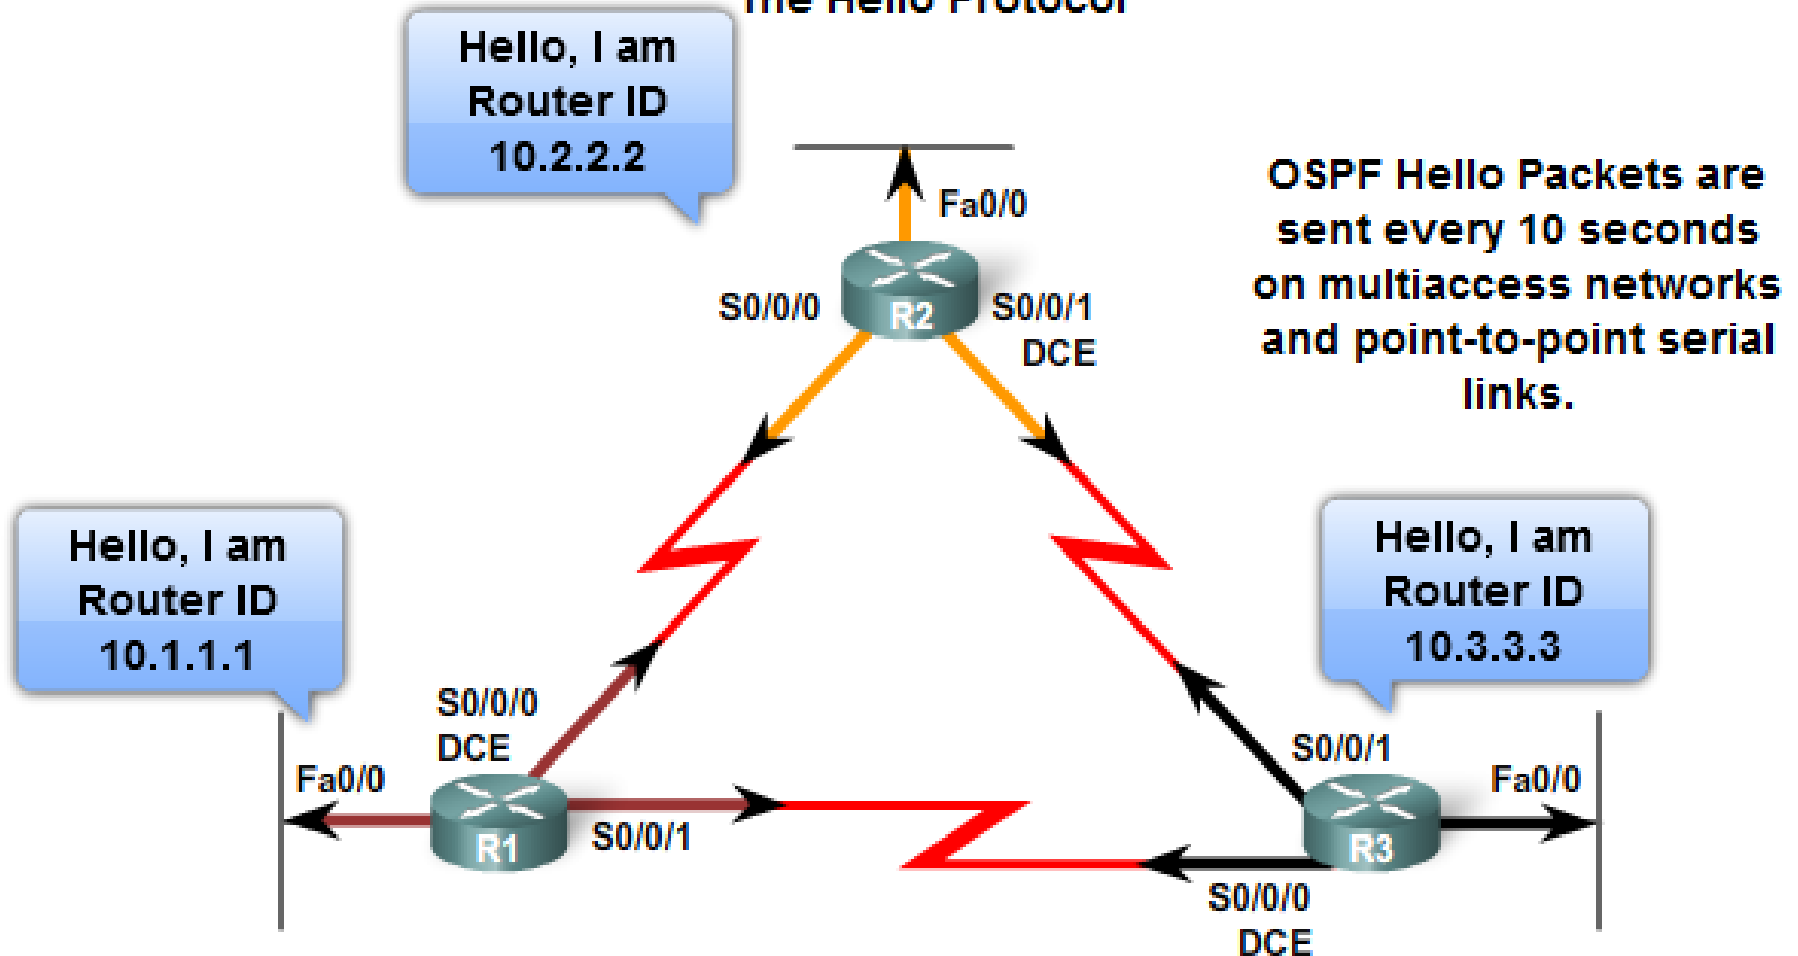 The Hello Protocol
Hello, I am
Router ID
10.2.2.2
Fa0/0
OSPF Hello Packets are
sent every 10 seconds
on multiaccess networks
and point-to-point serial
links.
S0/0/0
R2
S0/0/1
DCE
Hello, I am
Router ID
10.1.1.1
Hello, I am
Router ID
10.3.3.3
S0/0/0
DCE
Fa0/0
R1
S0/0/1
S0/0/1
Fa0/0
R3
S0/0/0
DCE